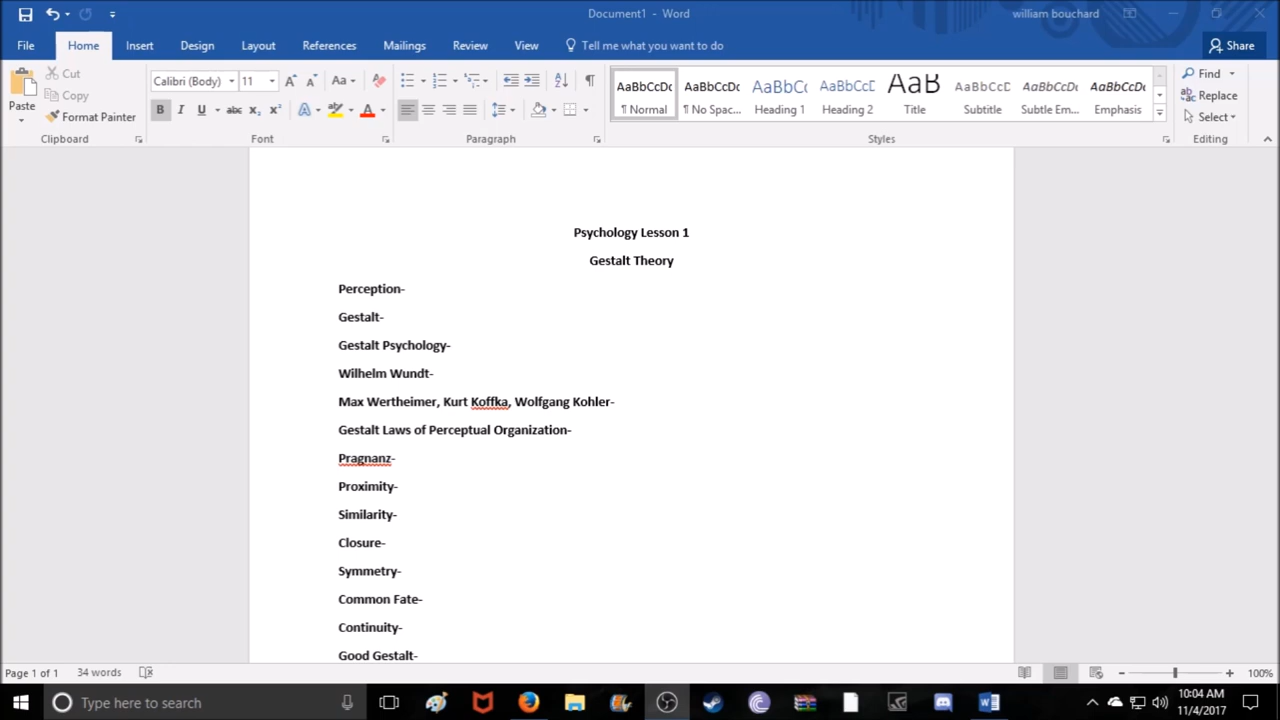 Document1 - Word
william bouchard
File Home Insert Design Layout References Mailings Review View Tell me what you want to do Share
Cut
Copy
Paste
Format Painter
Clipboard
Calibri (Body) 11
Font
Paragraph
AaBbCcDc AaBbCcDc AaBbCc AaBbCcD AaB AaBbCcD AaBbCcDc AaBbCcDc
¶ Normal ¶ No Spac... Heading 1 Heading 2 Title Subtitle Subtle Em... Emphasis
Styles
Find
Replace
Select
Editing
Psychology Lesson 1
Gestalt Theory
Perception-
Gestalt-
Gestalt Psychology-
Wilhelm Wundt-
Max Wertheimer, Kurt Koffka, Wolfgang Kohler-
Gestalt Laws of Perceptual Organization-
Pragnanz-
Proximity-
Similarity-
Closure-
Symmetry-
Common Fate-
Continuity-
Good Gestalt-
Page 1 of 1 34 words
100%
Type here to search
10:04 AM
11/4/2017